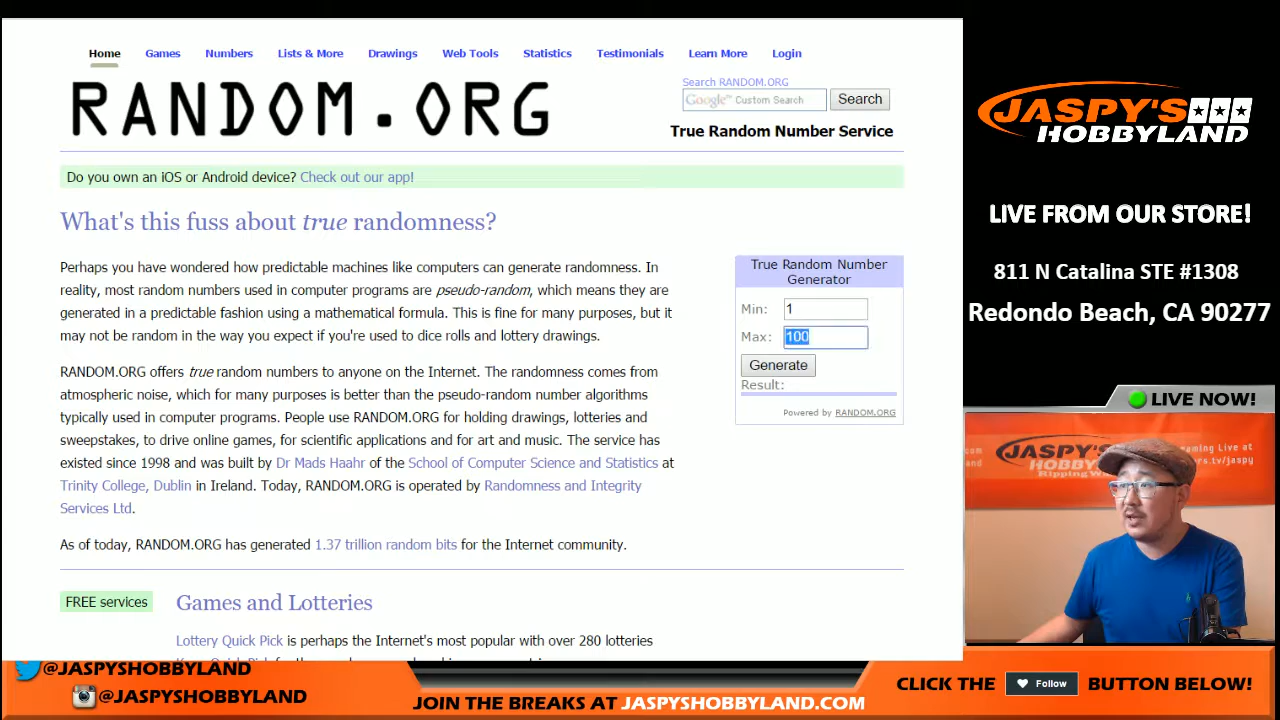 Home Games Numbers Lists & More Drawings Web Tools Statistics Testimonials Learn More Login
RANDOM.ORG
Search RANDOM.ORG
Google™ Custom Search Search
True Random Number Service
Do you own an iOS or Android device? Check out our app!
What's this fuss about true randomness?
Perhaps you have wondered how predictable machines like computers can generate randomness. In
reality, most random numbers used in computer programs are pseudo-random, which means they are
generated in a predictable fashion using a mathematical formula. This is fine for many purposes, but it
may not be random in the way you expect if you're used to dice rolls and lottery drawings.
RANDOM.ORG offers true random numbers to anyone on the Internet. The randomness comes from
atmospheric noise, which for many purposes is better than the pseudo-random number algorithms
typically used in computer programs. People use RANDOM.ORG for holding drawings, lotteries and
sweepstakes, to drive online games, for scientific applications and for art and music. The service has
existed since 1998 and was built by Dr Mads Haahr of the School of Computer Science and Statistics at
Trinity College, Dublin in Ireland. Today, RANDOM.ORG is operated by Randomness and Integrity
Services Ltd.
As of today, RANDOM.ORG has generated 1.37 trillion random bits for the Internet community.
True Random Number
Generator
Min: 1
Max: 100
Generate
Result:
Powered by RANDOM.ORG
FREE services
Games and Lotteries
Lottery Quick Pick is perhaps the Internet's most popular with over 280 lotteries
JASPY'S
HOBBYLAND
LIVE FROM OUR STORE!
811 N Catalina STE #1308
Redondo Beach, CA 90277
LIVE NOW!
JASPY'S
HOBBYLAND
@JASPYSHOBBYLAND
@JASPYSHOBBYLAND
JOIN THE BREAKS AT JASPYSHOBBYLAND.COM
CLICK THE Follow BUTTON BELOW!